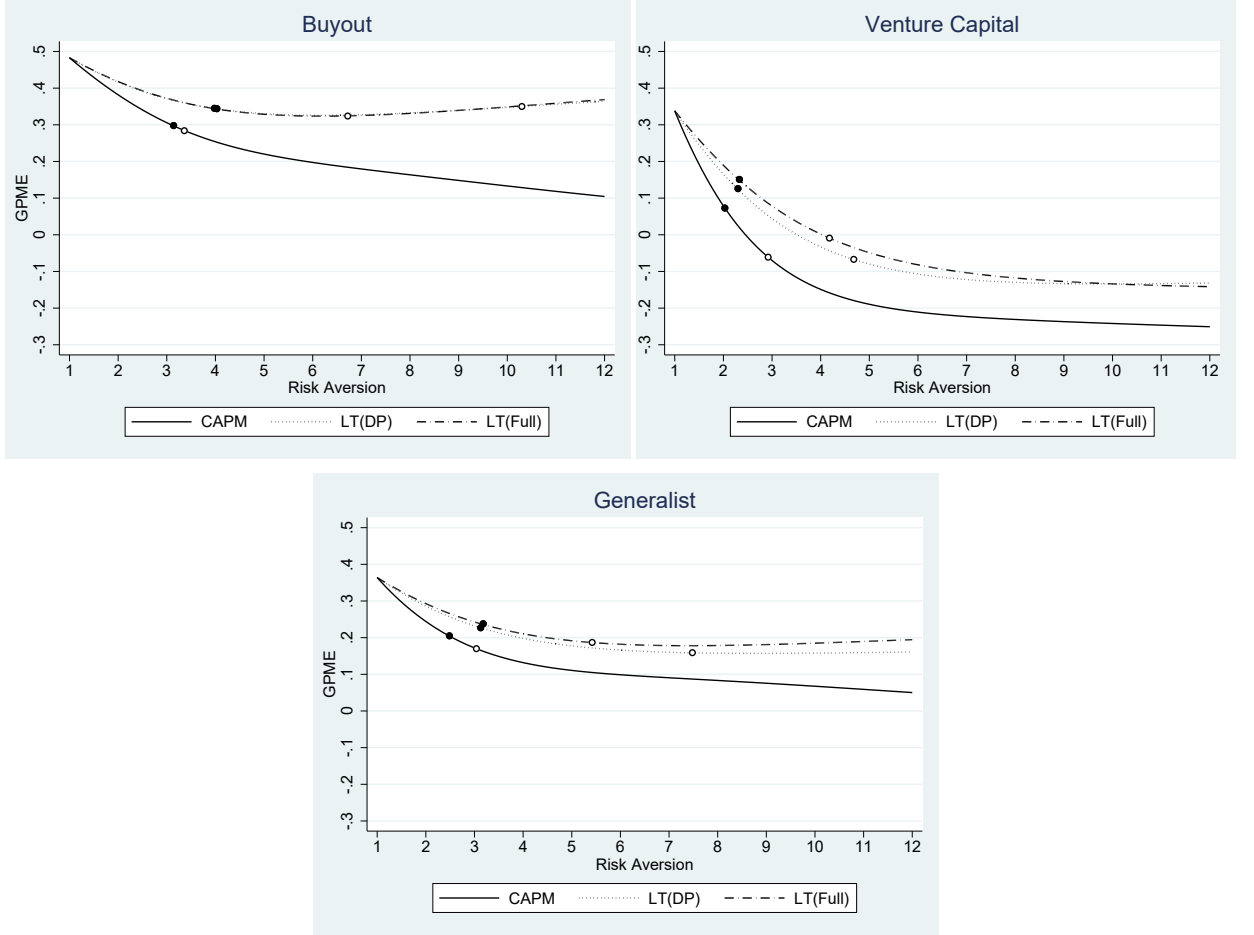 Buyout
GPME
.5
.4
.3
.2
.1
0
-.1
-.2
-.3
1 2 3 4 5 6 7 8 9 10 11 12
Risk Aversion
CAPM LT(DP) LT(Full)
Venture Capital
.5
.4
.3
.2
.1
0
-.1
-.2
-.3
1 2 3 4 5 6 7 8 9 10 11 12
Risk Aversion
CAPM LT(DP) LT(Full)
Generalist
GPME
.5
.4
.3
.2
.1
0
-.1
-.2
-.3
1 2 3 4 5 6 7 8 9 10 11 12
Risk Aversion
CAPM LT(DP) LT(Full)